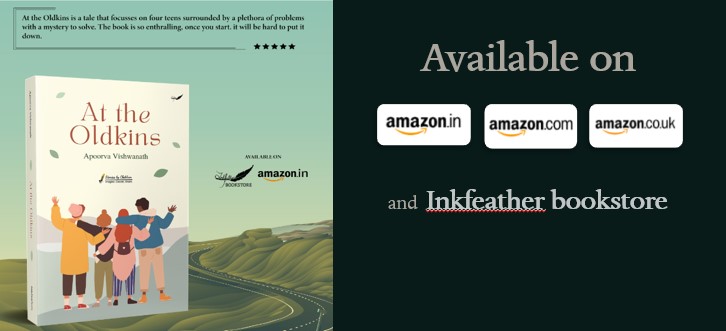 At the Oldkins is a tale that focusses on four teens surrounded by a plethora of problems
with a mystery to solve. The book is so enthralling, once you start. it will be hard to put it
down.
At the
Oldkins
Apoorva Vishwanath
AVAILABLE ON
BOOKSTORE
amazon.in
Available on
amazon.in
amazon.com
amazon.co.uk
and Inkfeather bookstore